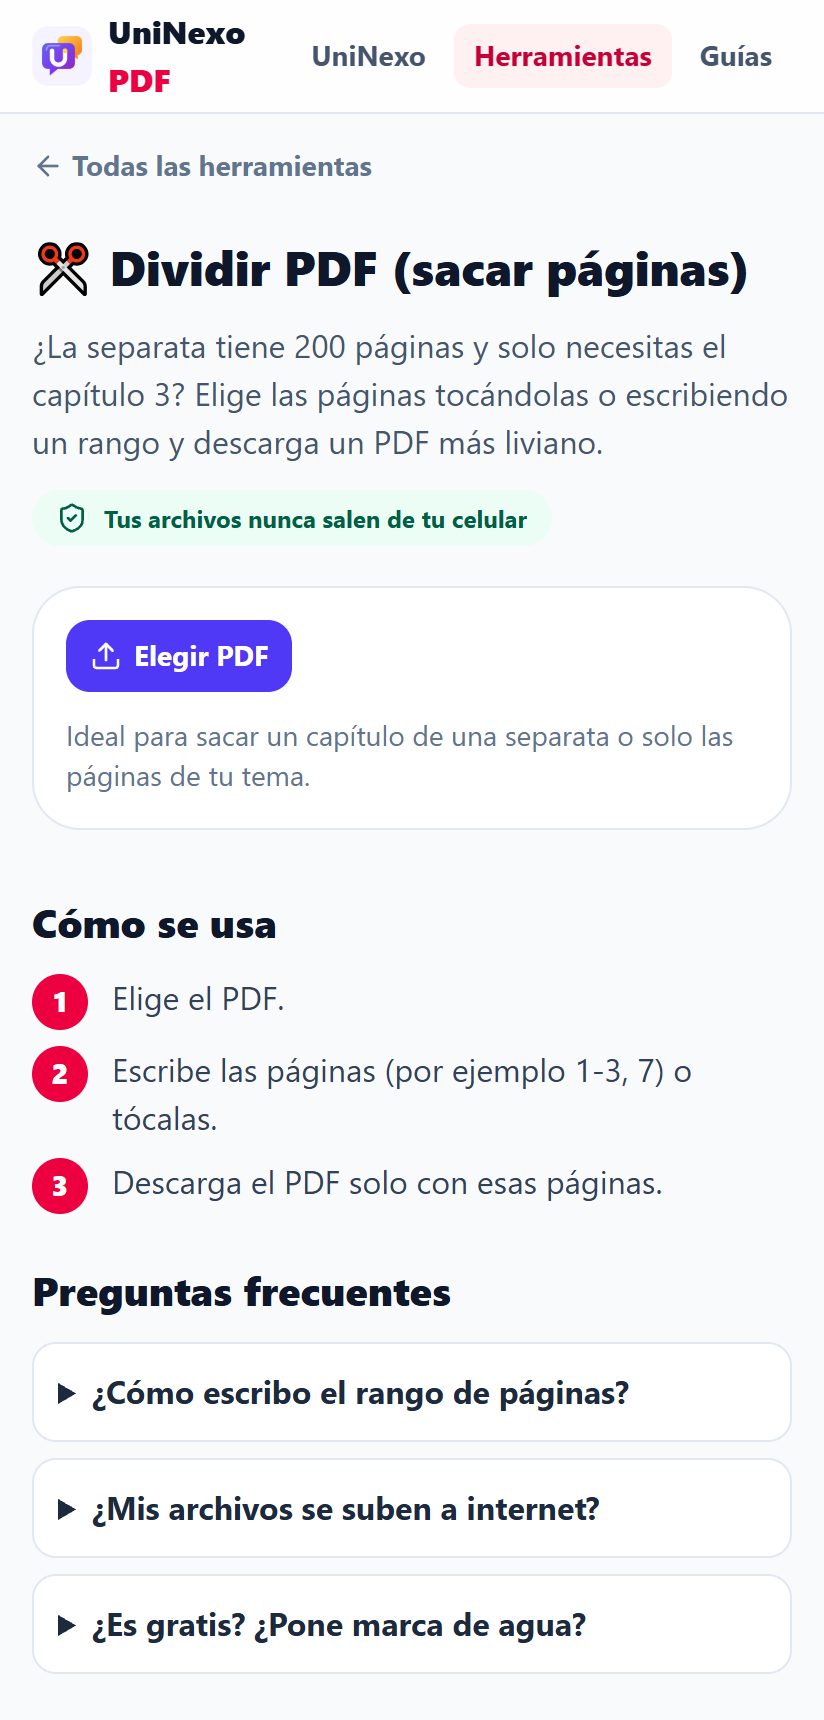 UniNexo
PDF
UniNexo
Herramientas
Guías
← Todas las herramientas
Dividir PDF (sacar páginas)
¿La separata tiene 200 páginas y solo necesitas el
capítulo 3? Elige las páginas tocándolas o escribiendo
un rango y descarga un PDF más liviano.
Tus archivos nunca salen de tu celular
Elegir PDF
Ideal para sacar un capítulo de una separata o solo las
páginas de tu tema.
Cómo se usa
1 Elige el PDF.
2 Escribe las páginas (por ejemplo 1-3, 7) o
tócalas.
3 Descarga el PDF solo con esas páginas.
Preguntas frecuentes
¿Cómo escribo el rango de páginas?
¿Mis archivos se suben a internet?
¿Es gratis? ¿Pone marca de agua?